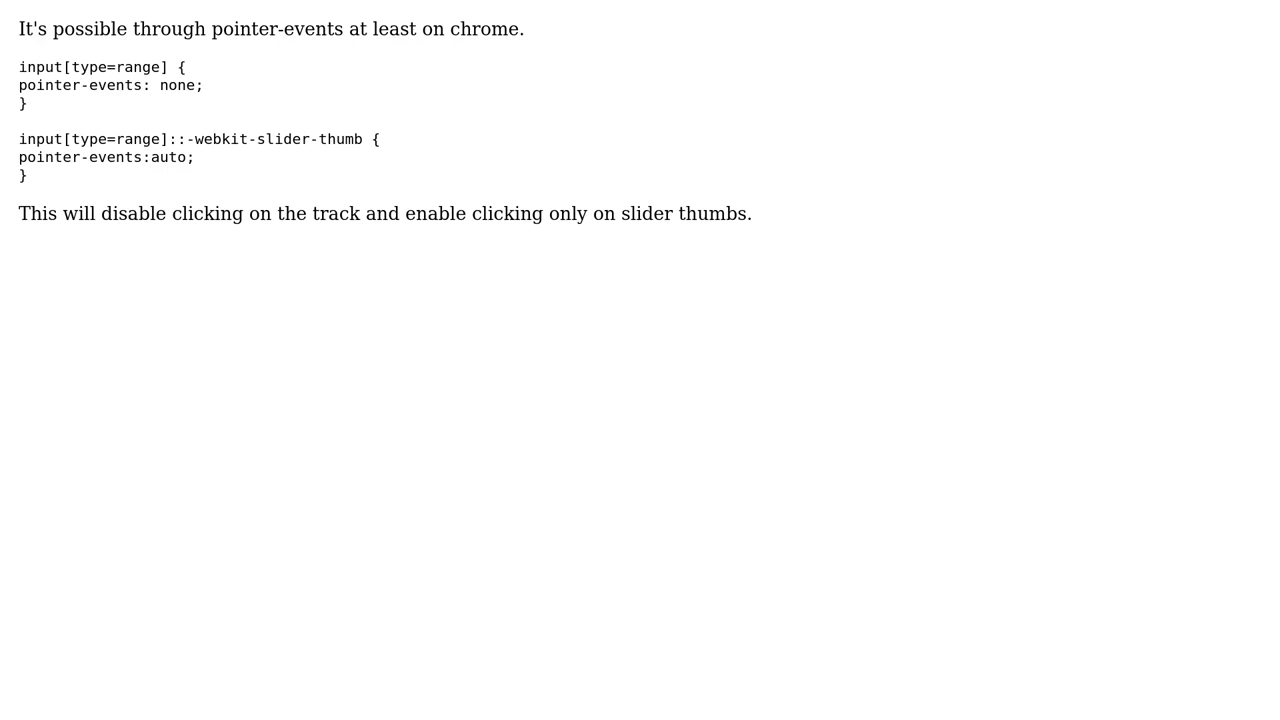 It's possible through pointer-events at least on chrome.
input[type=range] {
pointer-events: none;
}
input[type=range]::-webkit-slider-thumb {
pointer-events:auto;
}
This will disable clicking on the track and enable clicking only on slider thumbs.